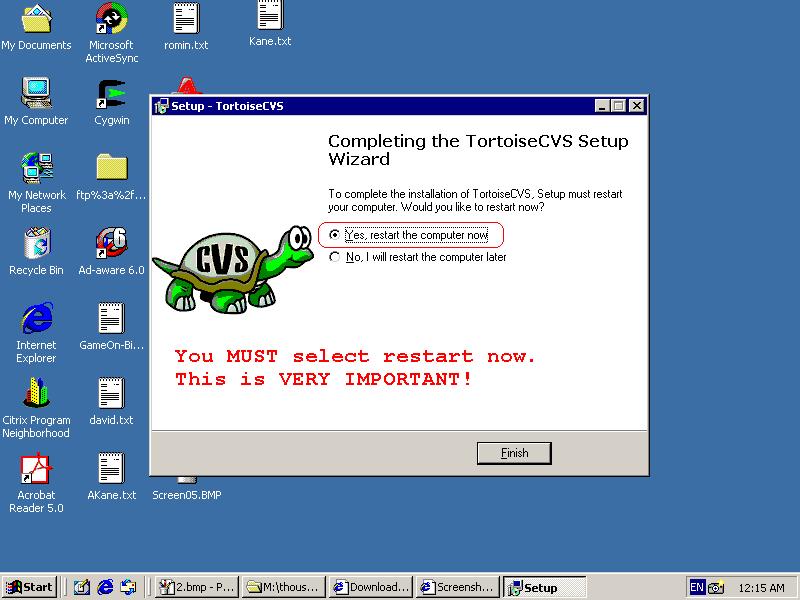 My Documents
Microsoft
ActiveSync
romin.txt
Kane.txt
My Computer
Cygwin
My Network
Places
ftp%3a%2f...
Recycle Bin
Ad-aware 6.0
Internet
Explorer
GameOn-Bi...
Citrix Program
Neighborhood
david.txt
Acrobat
Reader 5.0
AKane.txt
Screen05.BMP
Setup - TortoiseCVS
Completing the TortoiseCVS Setup
Wizard
To complete the installation of TortoiseCVS, Setup must restart
your computer. Would you like to restart now?
Yes, restart the computer now
No, I will restart the computer later
CVS
You MUST select restart now.
This is VERY IMPORTANT!
Finish
Start
2.bmp - P...
M:\thous...
Download...
Screensh...
Setup
EN
12:15 AM